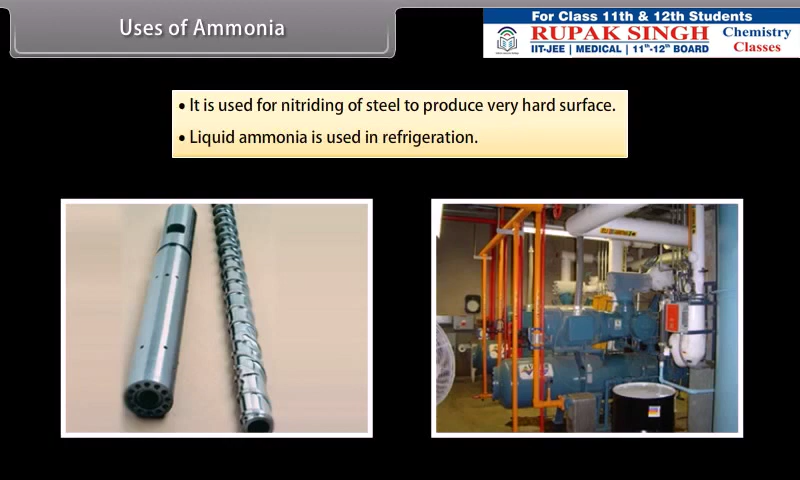 Uses of Ammonia
For Class 11th & 12th Students
RUPAK SINGH
IIT-JEE | MEDICAL | 11th-12th BOARD
Chemistry
Classes
• It is used for nitriding of steel to produce very hard surface.
• Liquid ammonia is used in refrigeration.